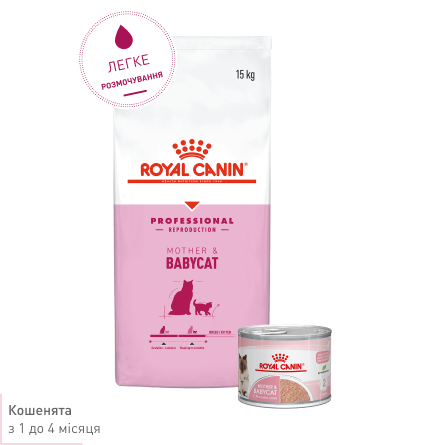 ЛЕГКЕ
РОЗМОЧУВАННЯ
15 kg
ROYAL CANIN
PROFESSIONAL
REPRODUCTION
MOTHER &
BABYCAT
ROYAL CANIN
MOTHER &
BABYCAT
Кошенята
з 1 до 4 місяця